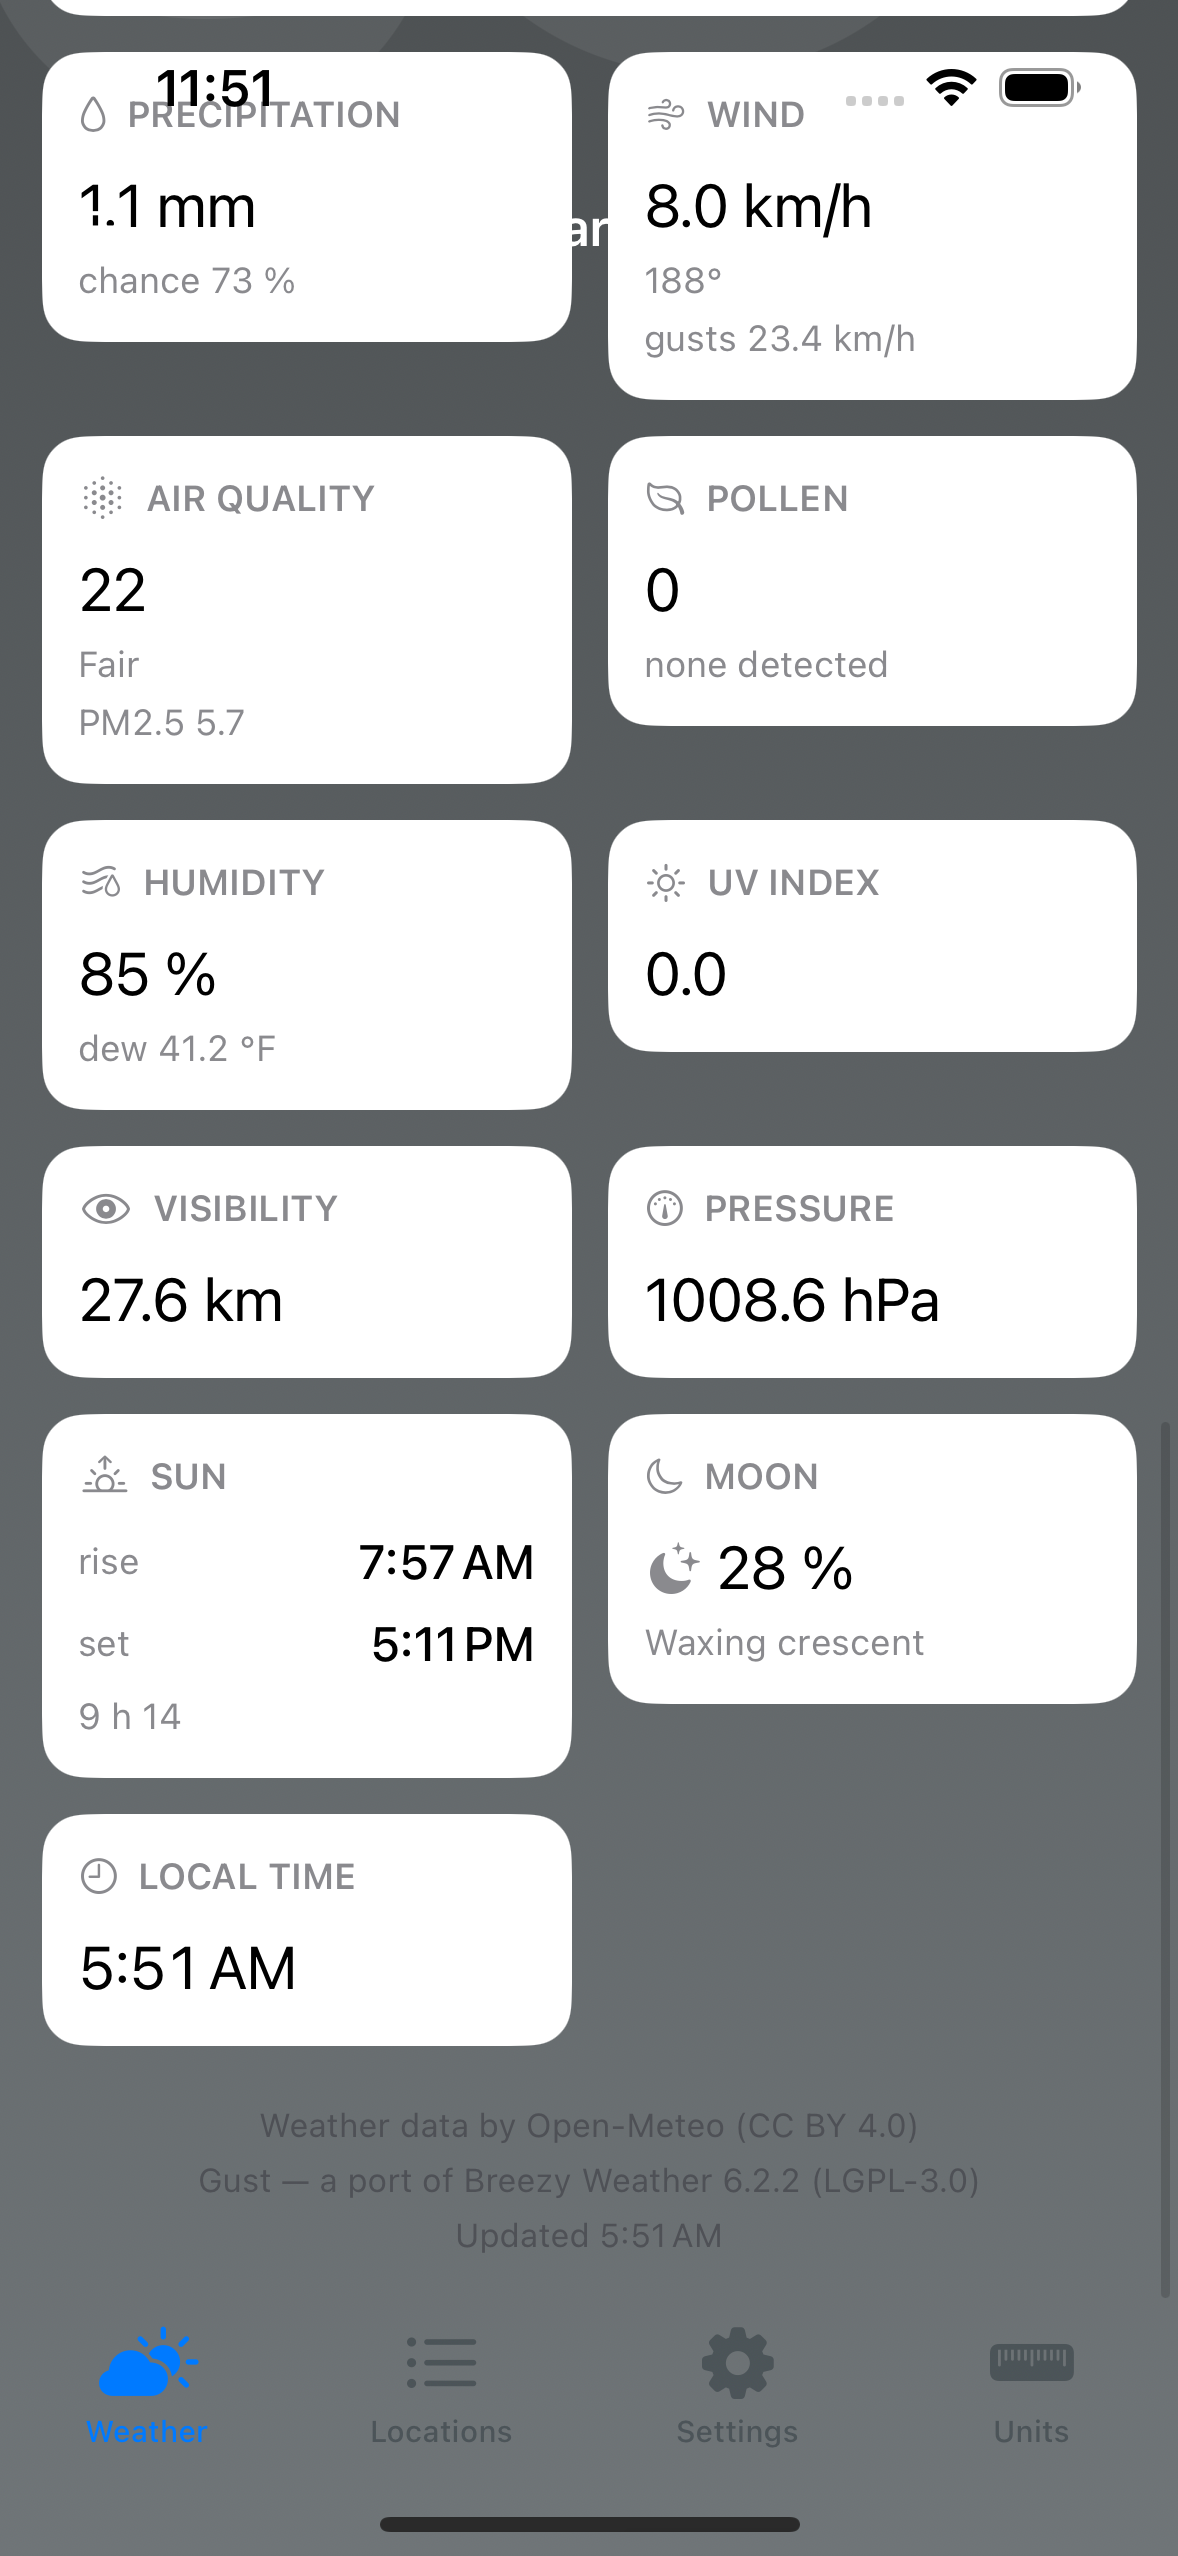 11:51
PRECIPITATION
1.1 mm
chance 73 %
ar
WIND
8.0 km/h
188°
gusts 23.4 km/h
AIR QUALITY
22
Fair
PM2.5 5.7
POLLEN
0
none detected
HUMIDITY
85 %
dew 41.2 °F
UV INDEX
0.0
VISIBILITY
27.6 km
PRESSURE
1008.6 hPa
SUN
rise 7:57 AM
set 5:11 PM
9 h 14
MOON
28 %
Waxing crescent
LOCAL TIME
5:51 AM
Weather data by Open-Meteo (CC BY 4.0)
Gust — a port of Breezy Weather 6.2.2 (LGPL-3.0)
Updated 5:51 AM
Weather
Locations
Settings
Units